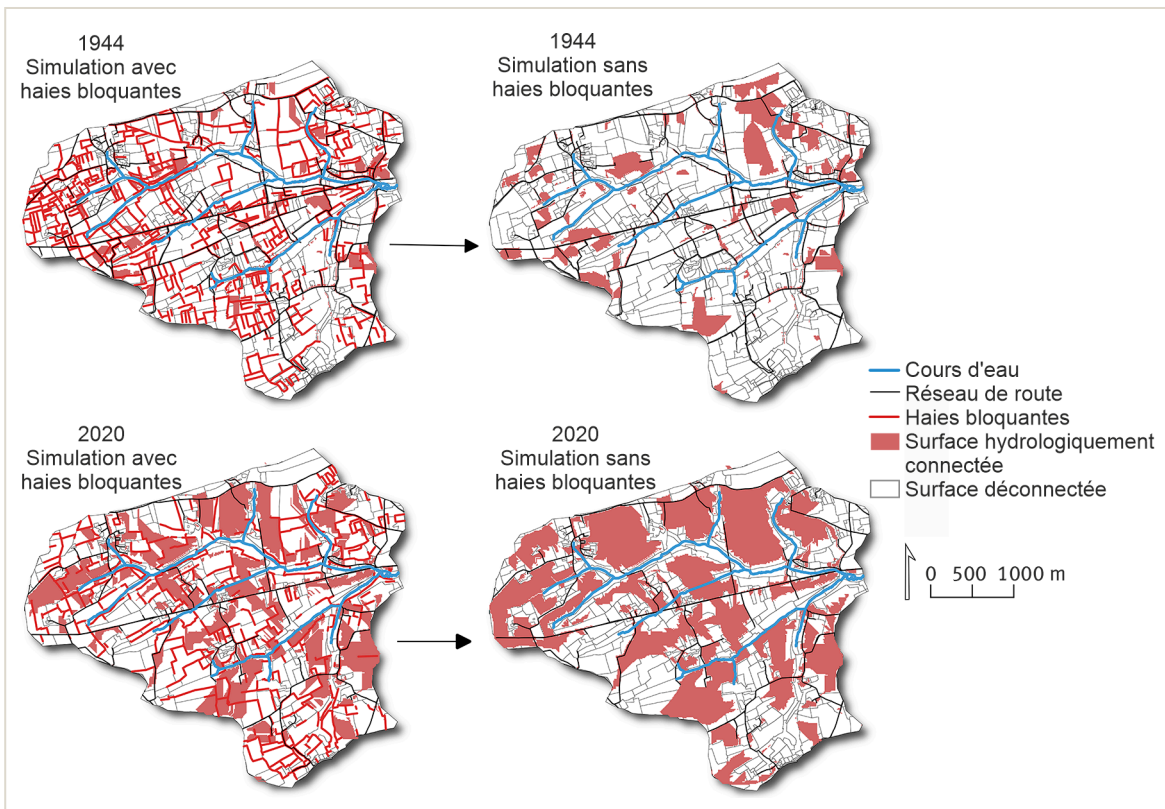 1944
Simulation avec
haies bloquantes
1944
Simulation sans
haies bloquantes
2020
Simulation avec
haies bloquantes
2020
Simulation sans
haies bloquantes
Cours d'eau
Réseau de route
Haies bloquantes
Surface hydrologiquement
connectée
Surface déconnectée
0 500 1000 m